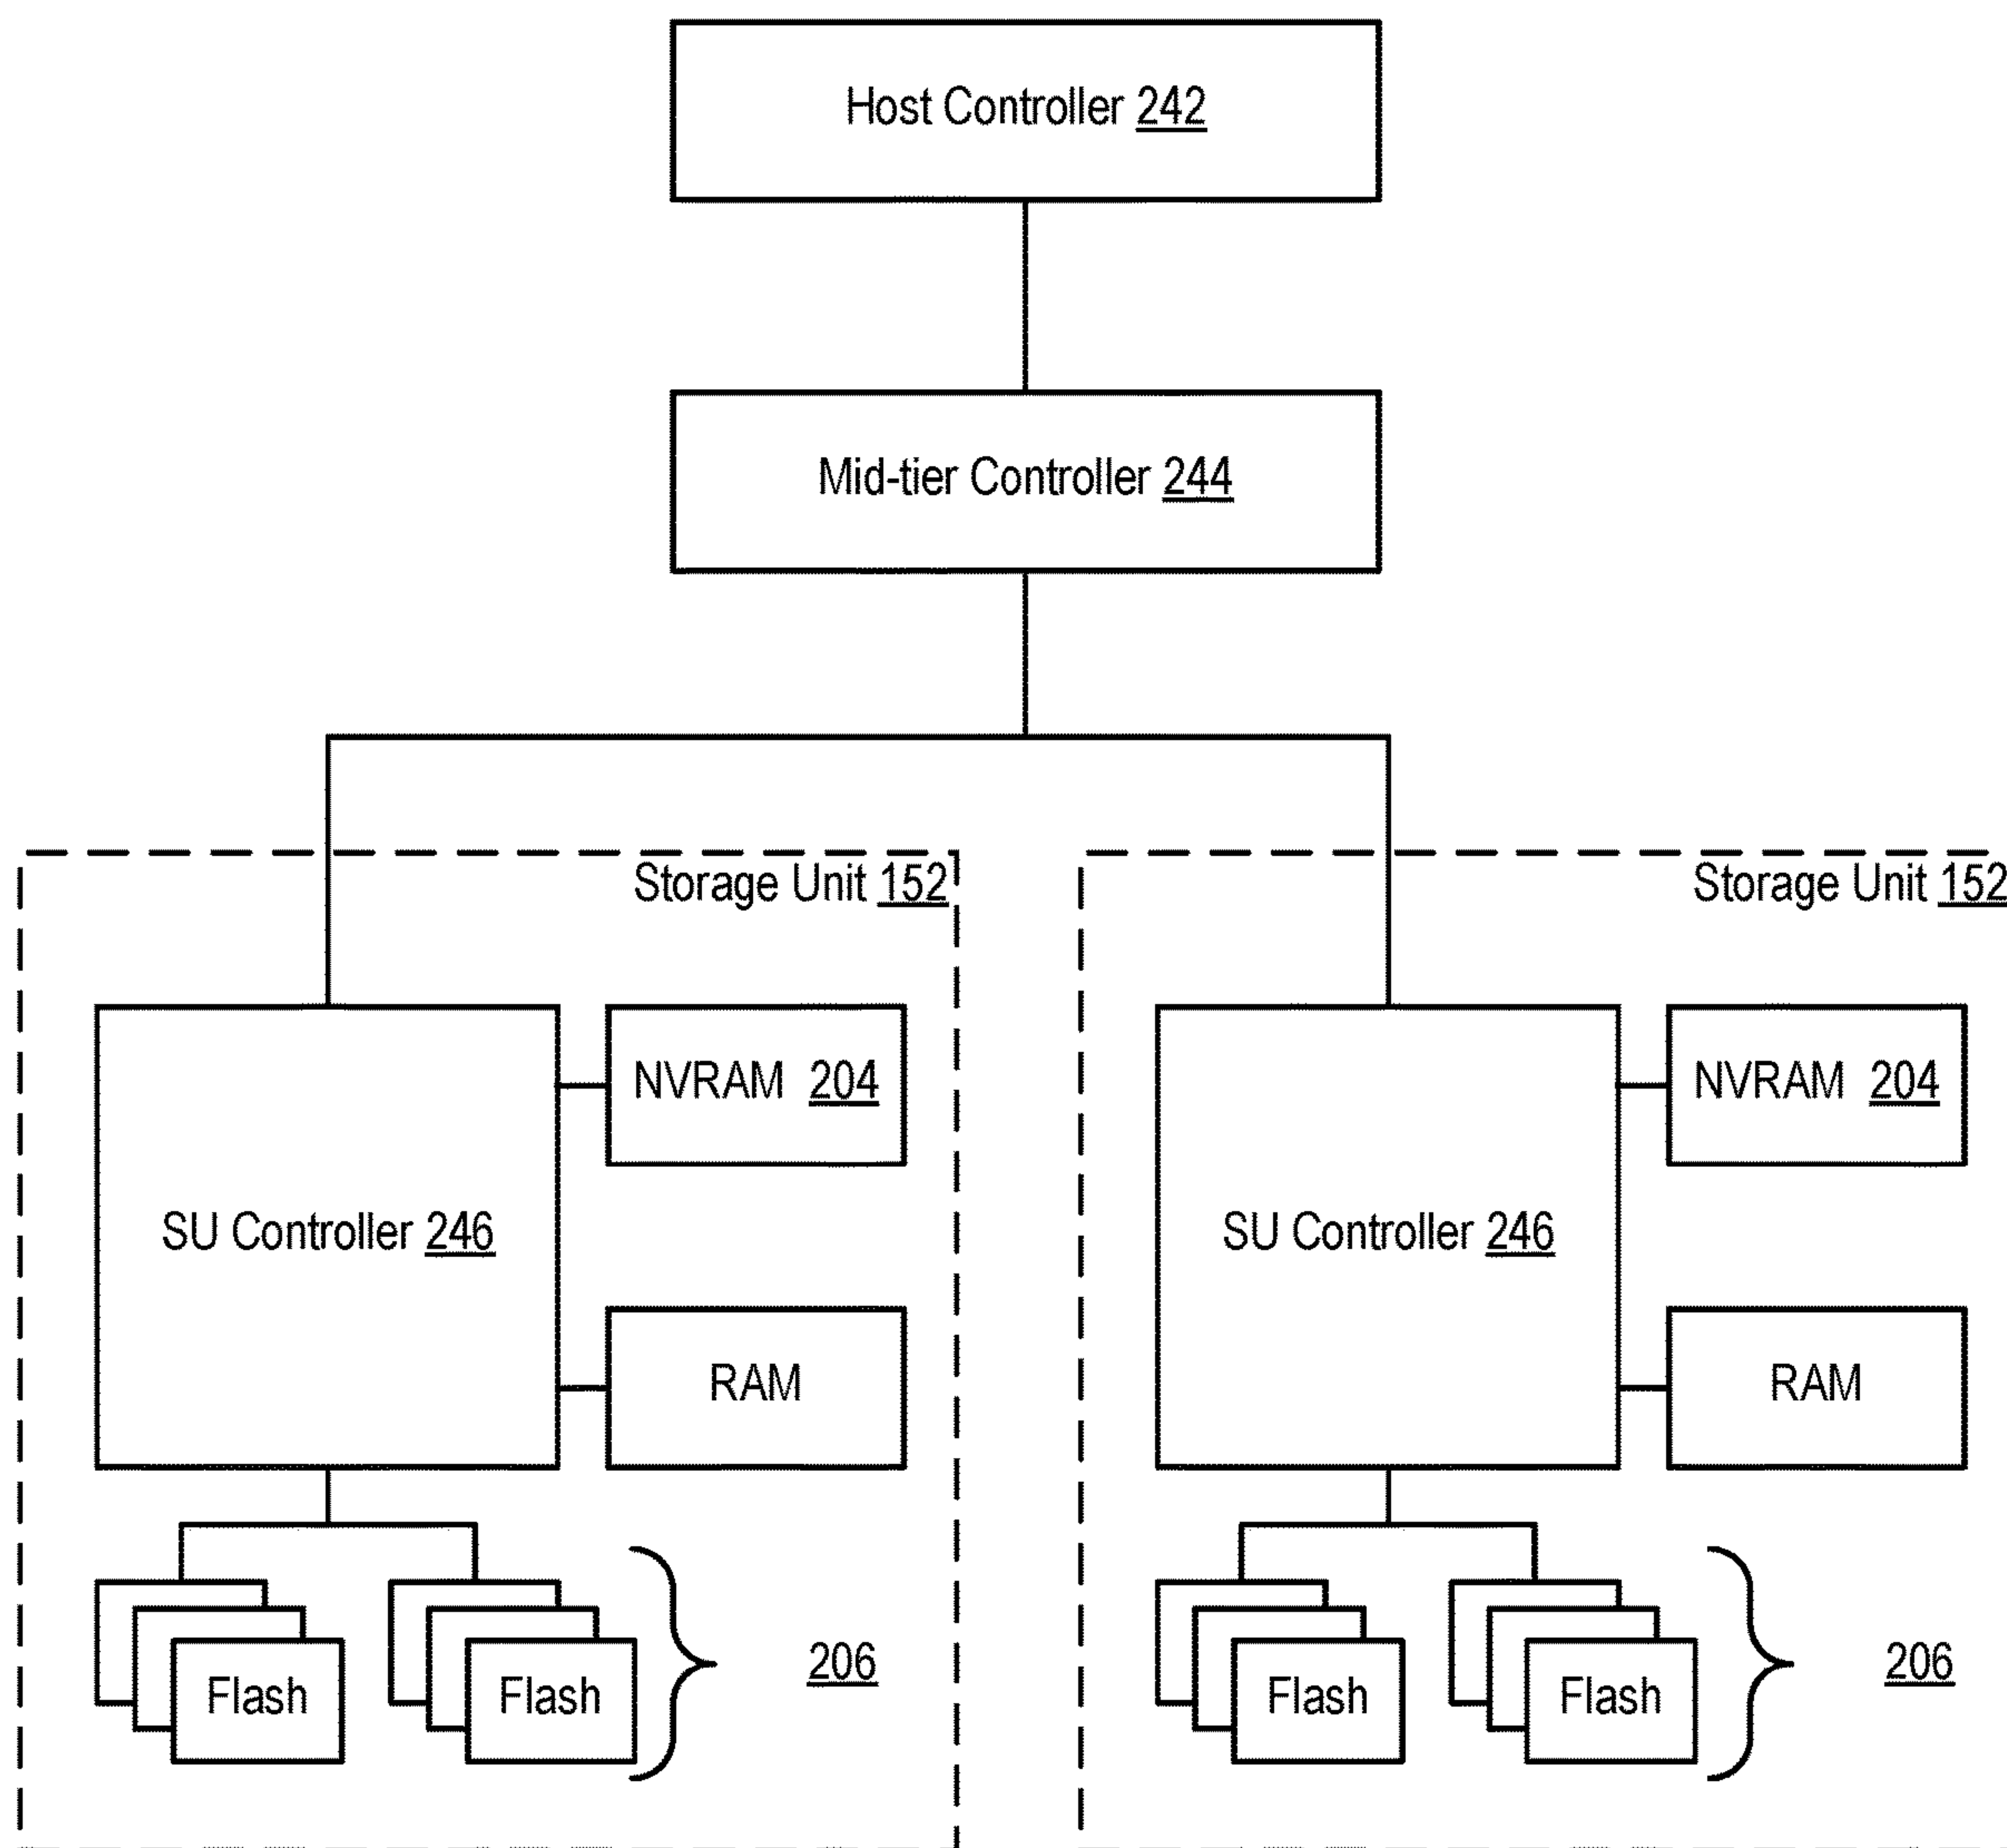 Host Controller 242
Mid-tier Controller 244
Storage Unit 152
NVRAM 204
SU Controller 246
RAM
Flash
Flash
206
Storage Unit 152
NVRAM 204
SU Controller 246
RAM
Flash
Flash
206